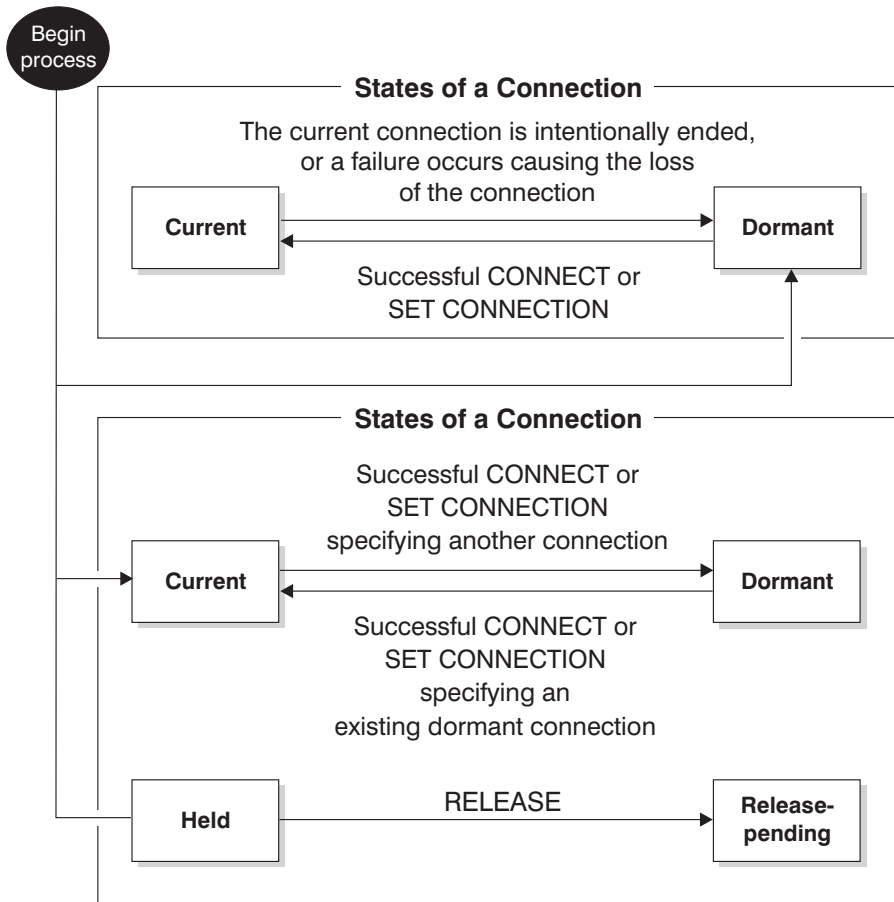 Begin
process
States of a Connection
The current connection is intentionally ended,
or a failure occurs causing the loss
of the connection
Current
Dormant
Successful CONNECT or
SET CONNECTION
States of a Connection
Successful CONNECT or
SET CONNECTION
specifying another connection
Current
Dormant
Successful CONNECT or
SET CONNECTION
specifying an
existing dormant connection
Held
RELEASE
Release-
pending